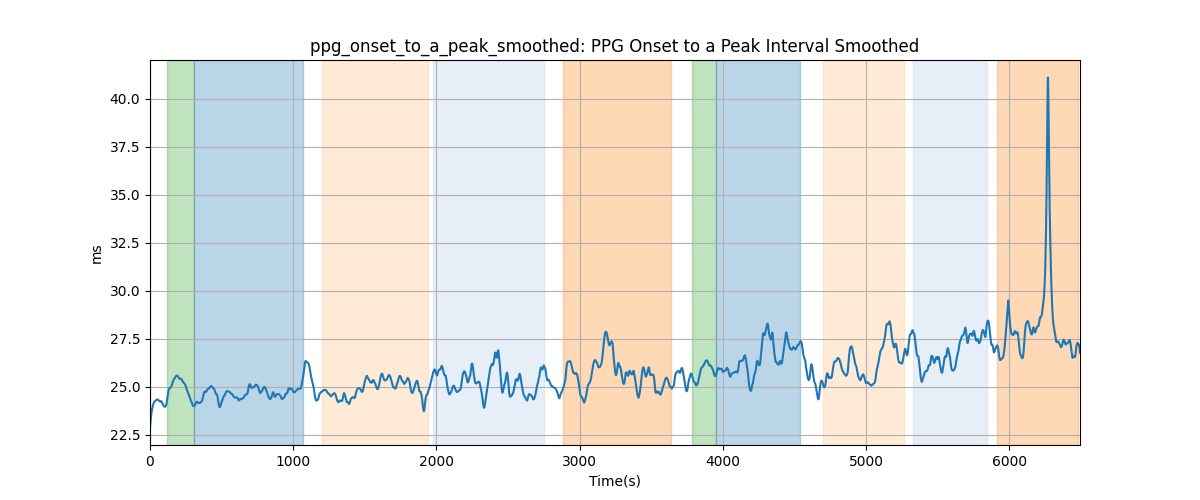 ppg_onset_to_a_peak_smoothed: PPG Onset to a Peak Interval Smoothed
40.0
37.5
35.0
32.5
30.0
27.5
25.0
22.5
ms
0 1000 2000 3000 4000 5000 6000
Time(s)